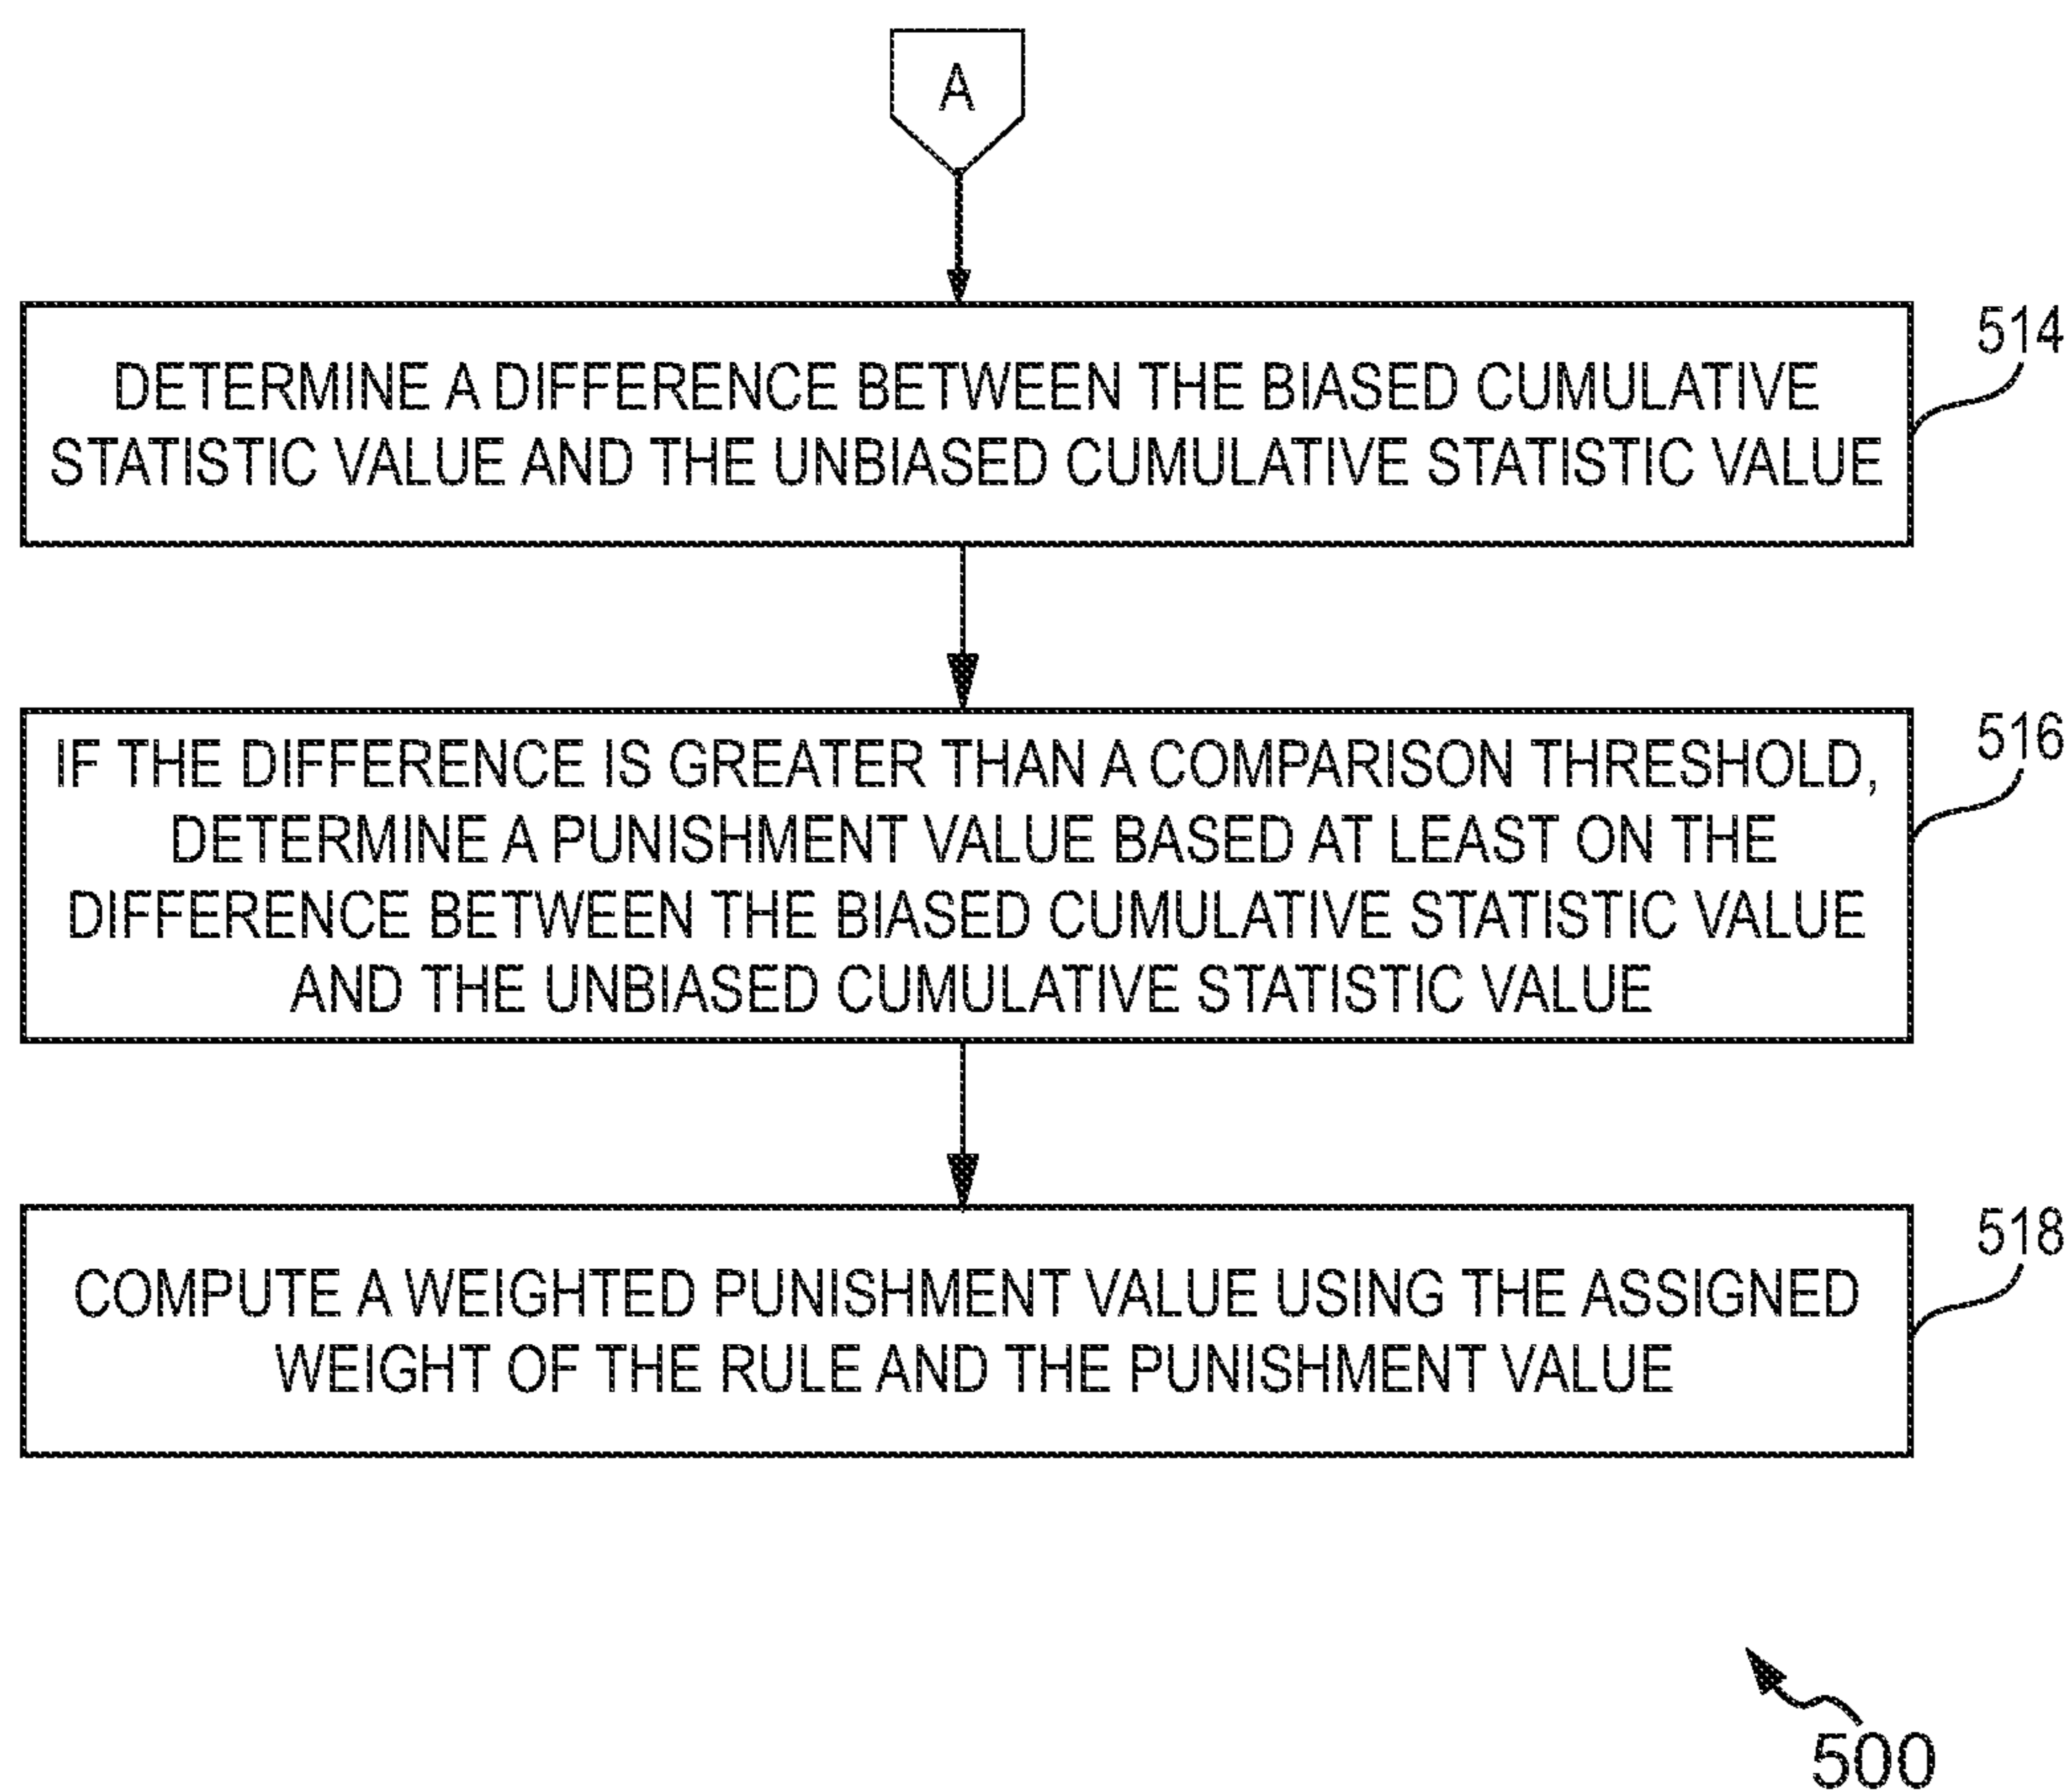 A
514
DETERMINE A DIFFERENCE BETWEEN THE BIASED CUMULATIVE
STATISTIC VALUE AND THE UNBIASED CUMULATIVE STATISTIC VALUE
516
IF THE DIFFERENCE IS GREATER THAN A COMPARISON THRESHOLD,
DETERMINE A PUNISHMENT VALUE BASED AT LEAST ON THE
DIFFERENCE BETWEEN THE BIASED CUMULATIVE STATISTIC VALUE
AND THE UNBIASED CUMULATIVE STATISTIC VALUE
518
COMPUTE A WEIGHTED PUNISHMENT VALUE USING THE ASSIGNED
WEIGHT OF THE RULE AND THE PUNISHMENT VALUE
500